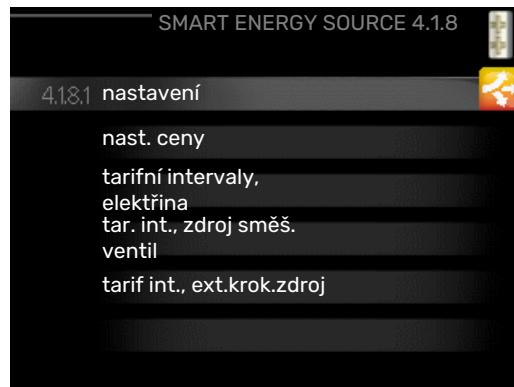 SMART ENERGY SOURCE 4.1.8
4.1.8.1 nastavení
nast. ceny
tarifní intervaly,
elektřina
tar. int., zdroj směš.
ventil
tarif int., ext.krok.zdroj